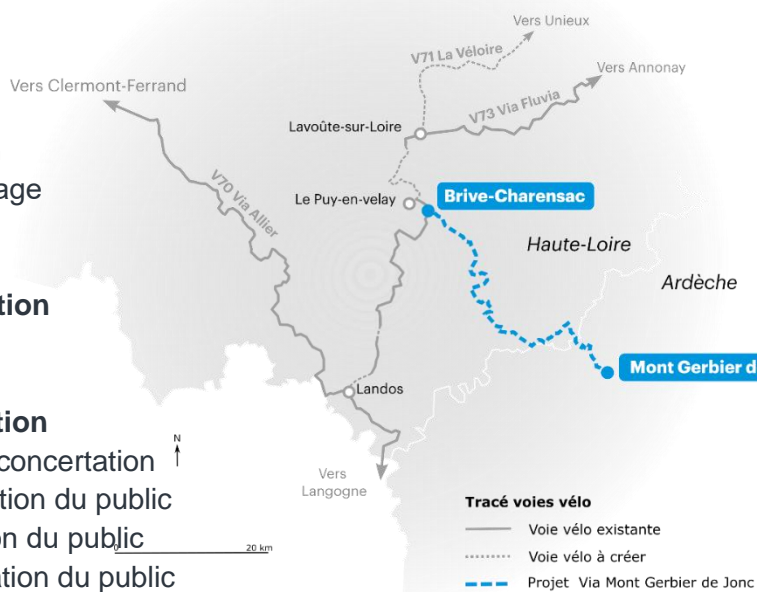 Vers Unieux
V71 La Véloire
Vers Annonay
Vers Clermont-Ferrand
V73 Via Fluvia
Lavoûte-sur-Loire
age
V70 Via Allier
Le Puy-en-velay
Brive-Charensac
Haute-Loire
Ardèche
tion
Mont Gerbier d
Landos
tion
concertation
N
Vers
Langogne
tion du public
on du public
ation du public
0 20 km
Tracé voies vélo
Voie vélo existante
Voie vélo à créer
Projet Via Mont Gerbier de Jonc